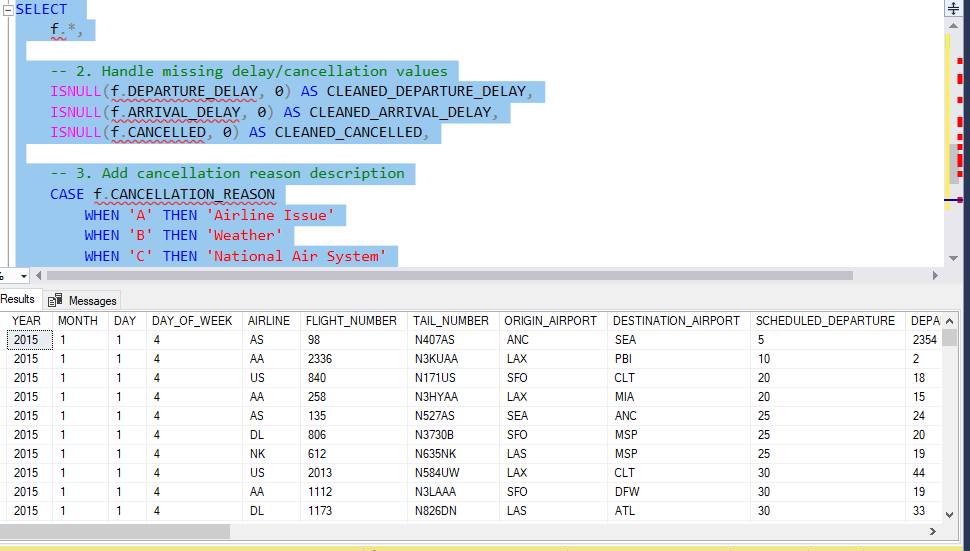 SELECT
f.*,
-- 2. Handle missing delay/cancellation values
ISNULL(f.DEPARTURE_DELAY, 0) AS CLEANED_DEPARTURE_DELAY,
ISNULL(f.ARRIVAL_DELAY, 0) AS CLEANED_ARRIVAL_DELAY,
ISNULL(f.CANCELLED, 0) AS CLEANED_CANCELLED,
-- 3. Add cancellation reason description
CASE f.CANCELLATION_REASON
WHEN 'A' THEN 'Airline Issue'
WHEN 'B' THEN 'Weather'
WHEN 'C' THEN 'National Air System'
%
Results Messages
YEAR MONTH DAY DAY_OF_WEEK AIRLINE FLIGHT_NUMBER TAIL_NUMBER ORIGIN_AIRPORT DESTINATION_AIRPORT SCHEDULED_DEPARTURE DEPA
2015 1 1 4 AS 98 N407AS ANC SEA 5 2354
2015 1 1 4 AA 2336 N3KUAA LAX PBI 10 2
2015 1 1 4 US 840 N171US SFO CLT 20 18
2015 1 1 4 AA 258 N3HYAA LAX MIA 20 15
2015 1 1 4 AS 135 N527AS SEA ANC 25 24
2015 1 1 4 DL 806 N3730B SFO MSP 25 20
2015 1 1 4 NK 612 N635NK LAS MSP 25 19
2015 1 1 4 US 2013 N584UW LAX CLT 30 44
2015 1 1 4 AA 1112 N3LAAA SFO DFW 30 19
2015 1 1 4 DL 1173 N826DN LAS ATL 30 33